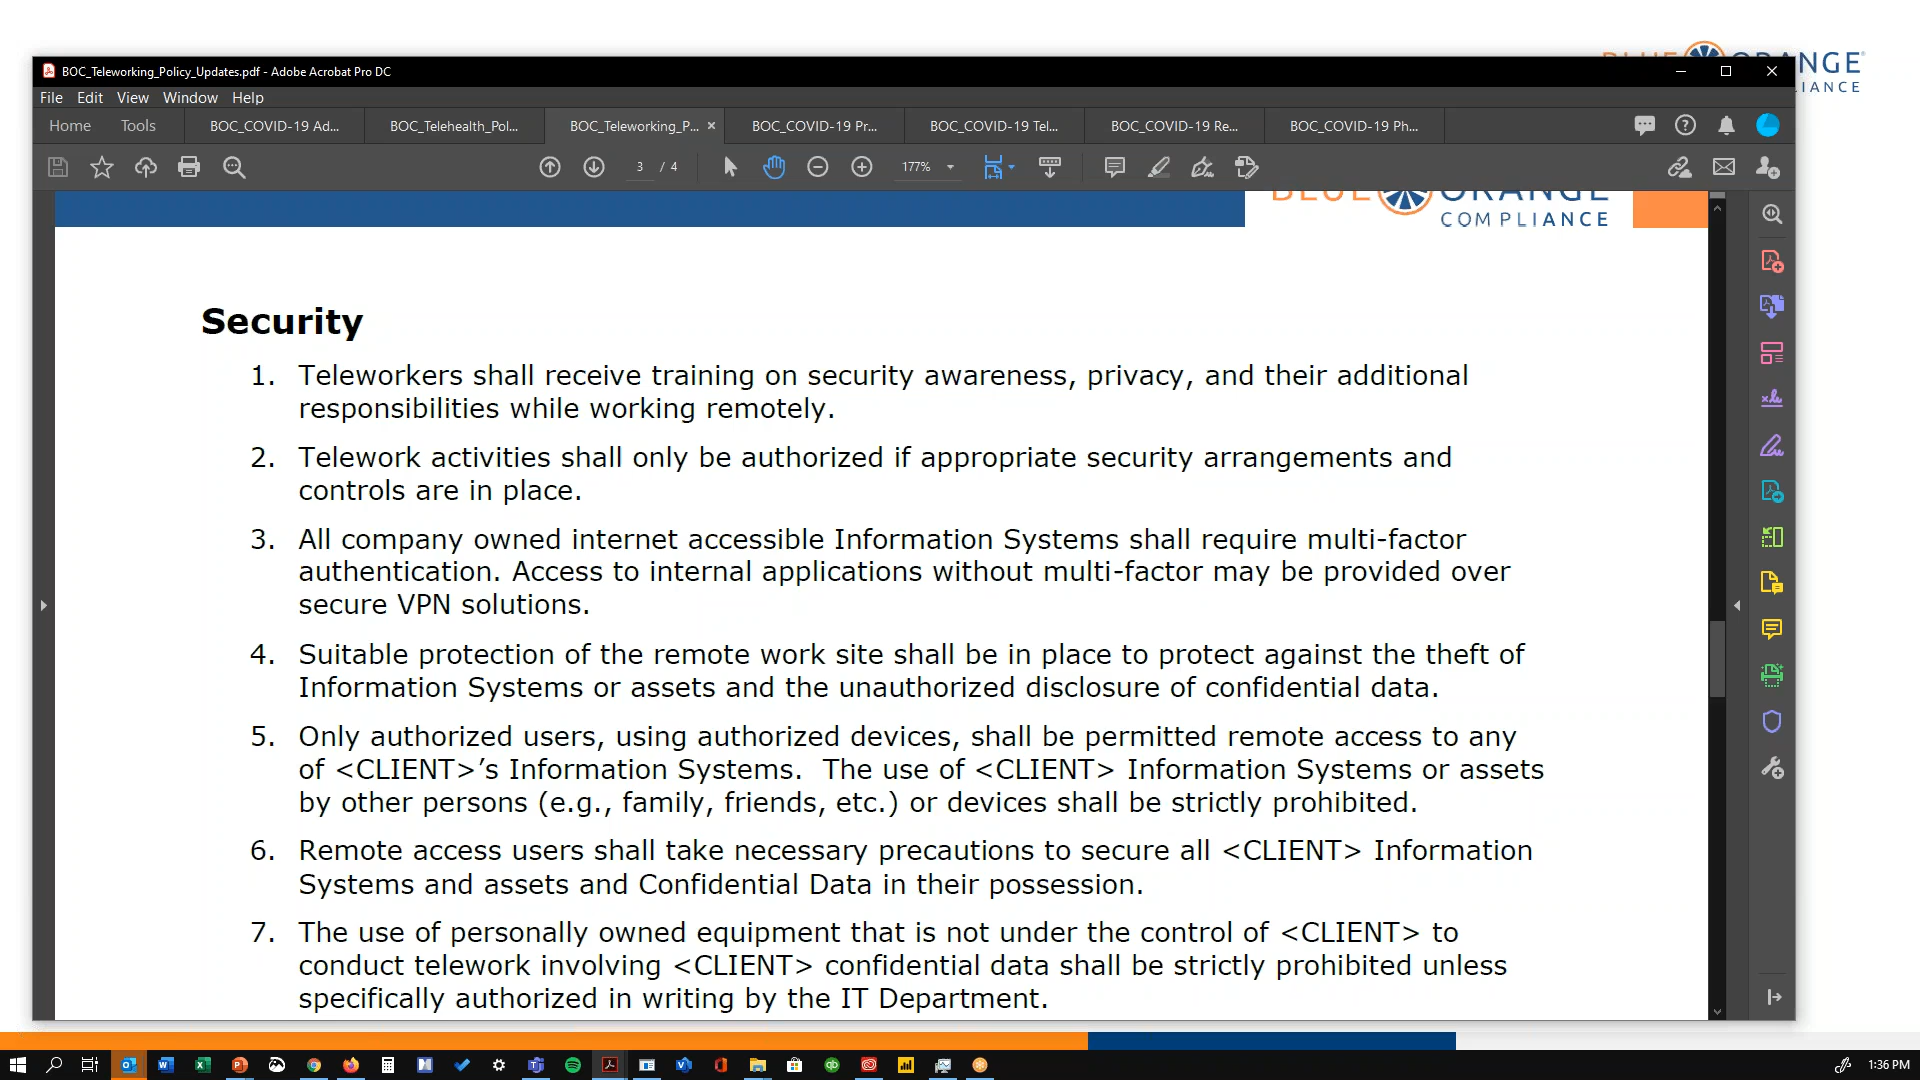 BLUE ORANGE
COMPLIANCE
BOC_Teleworking_Policy_Updates.pdf - Adobe Acrobat Pro DC
File Edit View Window Help
Home Tools BOC_COVID-19 Ad... BOC_Telehealth_Pol... BOC_Teleworking_P... × BOC_COVID-19 Pr... BOC_COVID-19 Tel... BOC_COVID-19 Re... BOC_COVID-19 Ph...
3 / 4 177%
BLUE ORANGE
COMPLIANCE
Security
1. Teleworkers shall receive training on security awareness, privacy, and their additional
responsibilities while working remotely.
2. Telework activities shall only be authorized if appropriate security arrangements and
controls are in place.
3. All company owned internet accessible Information Systems shall require multi-factor
authentication. Access to internal applications without multi-factor may be provided over
secure VPN solutions.
4. Suitable protection of the remote work site shall be in place to protect against the theft of
Information Systems or assets and the unauthorized disclosure of confidential data.
5. Only authorized users, using authorized devices, shall be permitted remote access to any
of <CLIENT>’s Information Systems.  The use of <CLIENT> Information Systems or assets
by other persons (e.g., family, friends, etc.) or devices shall be strictly prohibited.
6. Remote access users shall take necessary precautions to secure all <CLIENT> Information
Systems and assets and Confidential Data in their possession.
7. The use of personally owned equipment that is not under the control of <CLIENT> to
conduct telework involving <CLIENT> confidential data shall be strictly prohibited unless
specifically authorized in writing by the IT Department.
1:36 PM